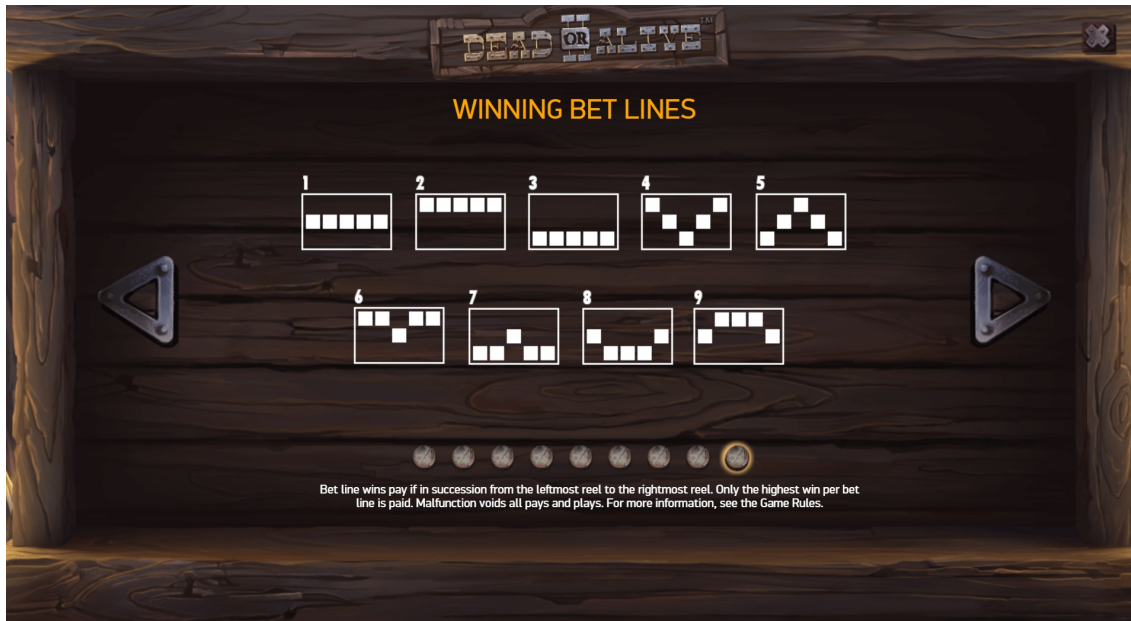 DEAD OR ALIVE II™
WINNING BET LINES
1 2 3 4 5
6 7 8 9
Bet line wins pay if in succession from the leftmost reel to the rightmost reel. Only the highest win per bet
line is paid. Malfunction voids all pays and plays. For more information, see the Game Rules.